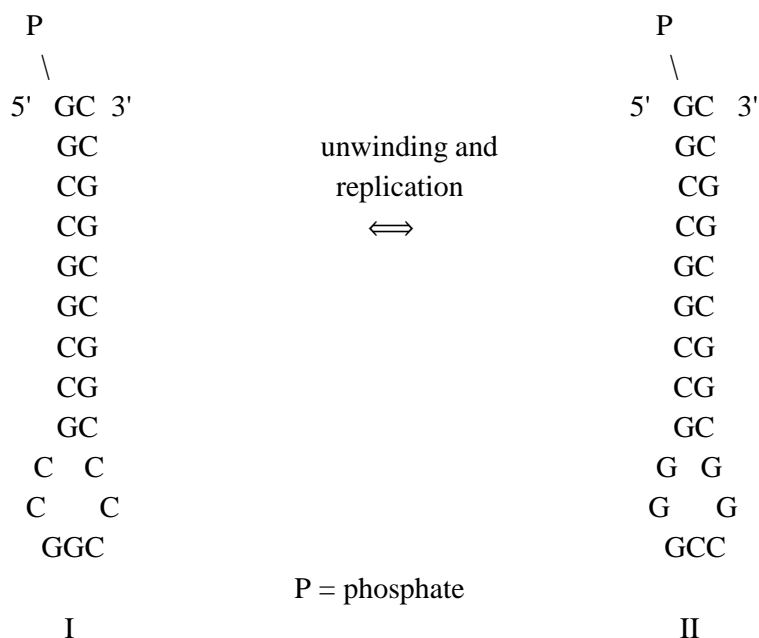 P P
\ \
5' GC 3' 5' GC 3'
GC unwinding and GC
CG replication CG
CG ⟺ CG
GC GC
GC GC
CG CG
CG CG
GC GC
C C G G
C C G G
GGC GCC
P = phosphate
I II